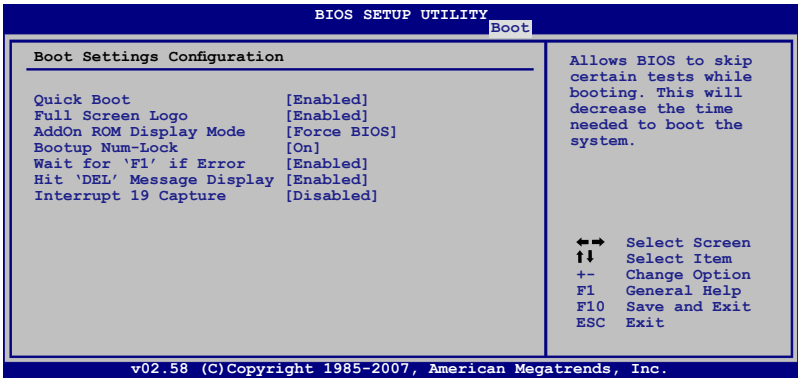 BIOS SETUP UTILITY
Boot
Boot Settings Configuration
Quick Boot [Enabled]
Full Screen Logo [Enabled]
AddOn ROM Display Mode [Force BIOS]
Bootup Num-Lock [On]
Wait for ‘F1’ if Error [Enabled]
Hit ‘DEL’ Message Display [Enabled]
Interrupt 19 Capture [Disabled]
Allows BIOS to skip
certain tests while
booting. This will
decrease the time
needed to boot the
system.
←→ Select Screen
↑↓ Select Item
+- Change Option
F1 General Help
F10 Save and Exit
ESC Exit
v02.58 (C)Copyright 1985-2007, American Megatrends, Inc.